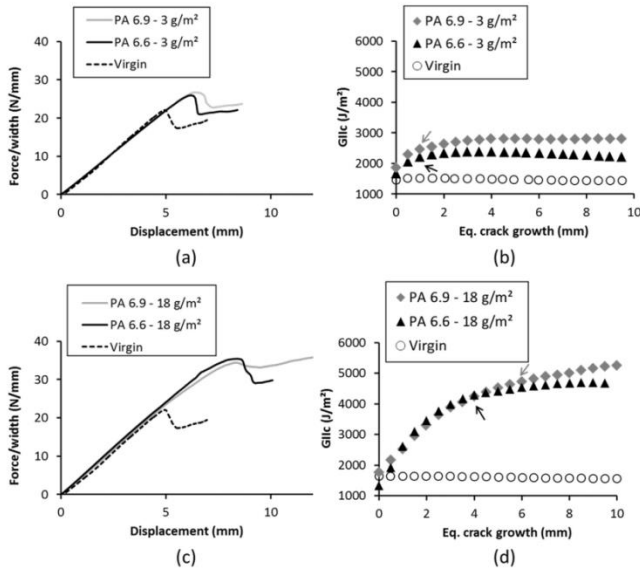 PA 6.9 - 3 g/m²
PA 6.6 - 3 g/m²
Virgin
40
30
20
10
0
Force/width (N/mm)
0 5 10
Displacement (mm)
(a)
PA 6.9 - 3 g/m²
PA 6.6 - 3 g/m²
Virgin
6000
5000
4000
3000
2000
1000
GIIc (J/m²)
0 2 4 6 8 10
Eq. crack growth (mm)
(b)
PA 6.9 - 18 g/m²
PA 6.6 - 18 g/m²
Virgin
40
30
20
10
0
Force/width (N/mm)
0 5 10
Displacement (mm)
(c)
PA 6.9 - 18 g/m²
PA 6.6 - 18 g/m²
Virgin
6000
5000
4000
3000
2000
1000
GIIc (J/m²)
0 2 4 6 8 10
Eq. crack growth (mm)
(d)